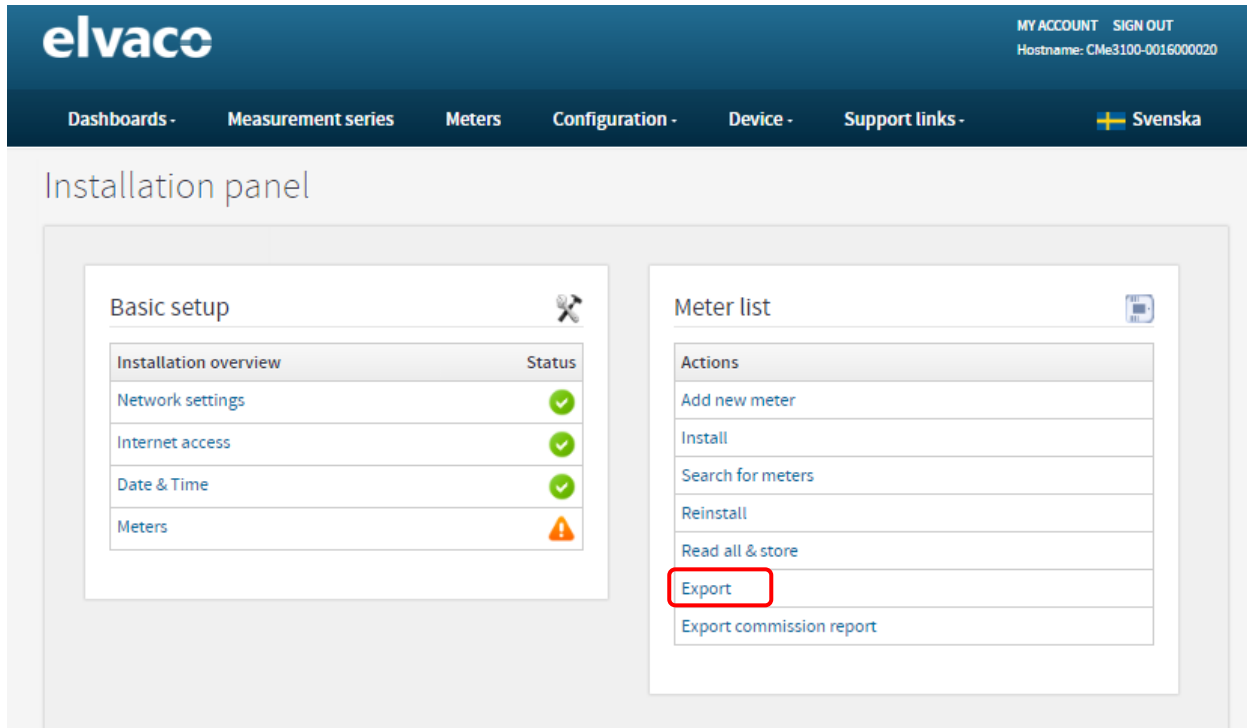 elvaco
MY ACCOUNT SIGN OUT
Hostname: CMe3100-0016000020
Dashboards - Measurement series Meters Configuration - Device - Support links - Svenska
Installation panel
Basic setup
Installation overview Status
Network settings
Internet access
Date & Time
Meters
Meter list
Actions
Add new meter
Install
Search for meters
Reinstall
Read all & store
Export
Export commission report